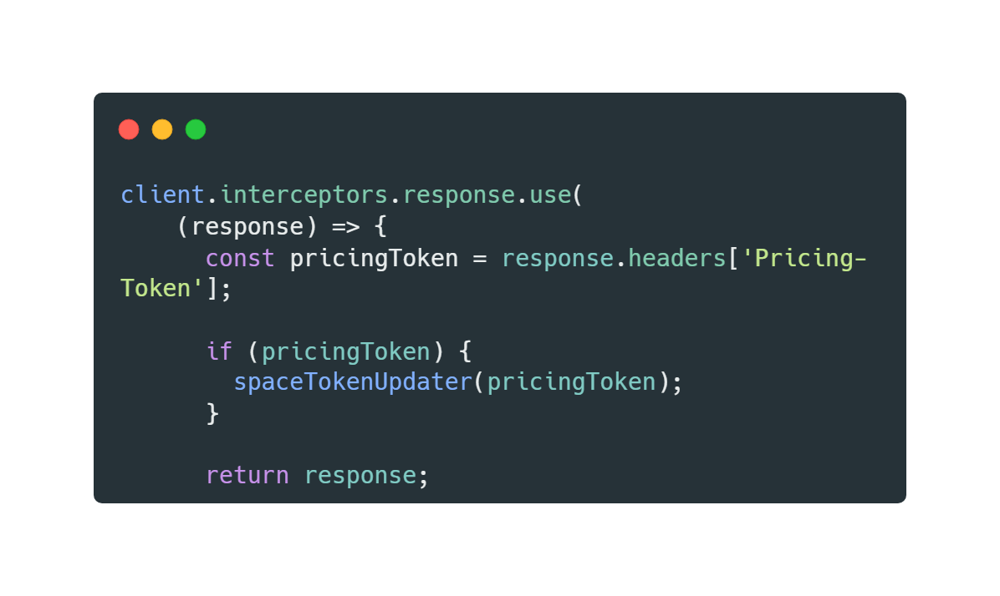 client.interceptors.response.use(
    (response) => {
      const pricingToken = response.headers['Pricing-
Token'];

      if (pricingToken) {
        spaceTokenUpdater(pricingToken);
      }

      return response;